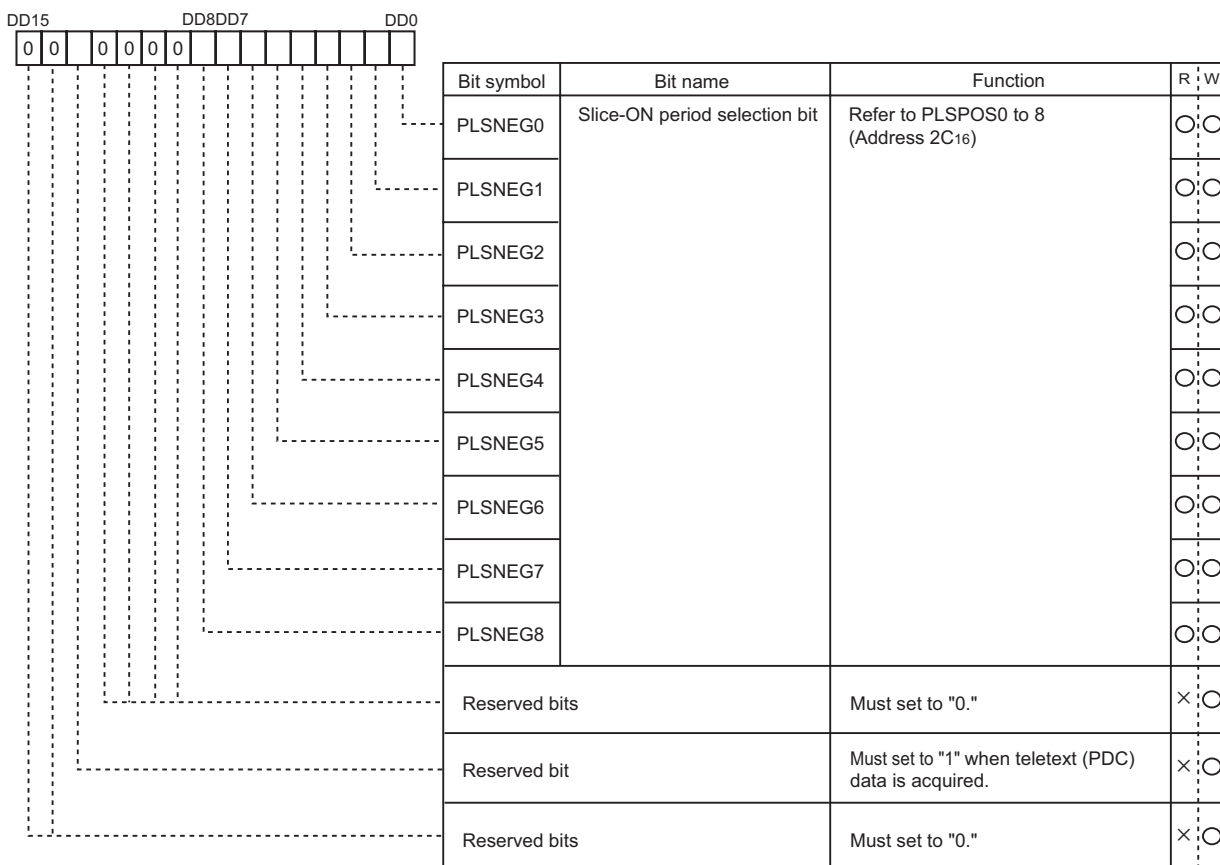 DD15 DD8DD7 DD0
0 0 0 0 0 0
Bit symbol Bit name Function R W
PLSNEG0 Slice-ON period selection bit Refer to PLSPOS0 to 8
(Address 2C16)
PLSNEG1
PLSNEG2
PLSNEG3
PLSNEG4
PLSNEG5
PLSNEG6
PLSNEG7
PLSNEG8
Reserved bits Must set to "0."
Reserved bit Must set to "1" when teletext (PDC)
data is acquired.
Reserved bits Must set to "0."